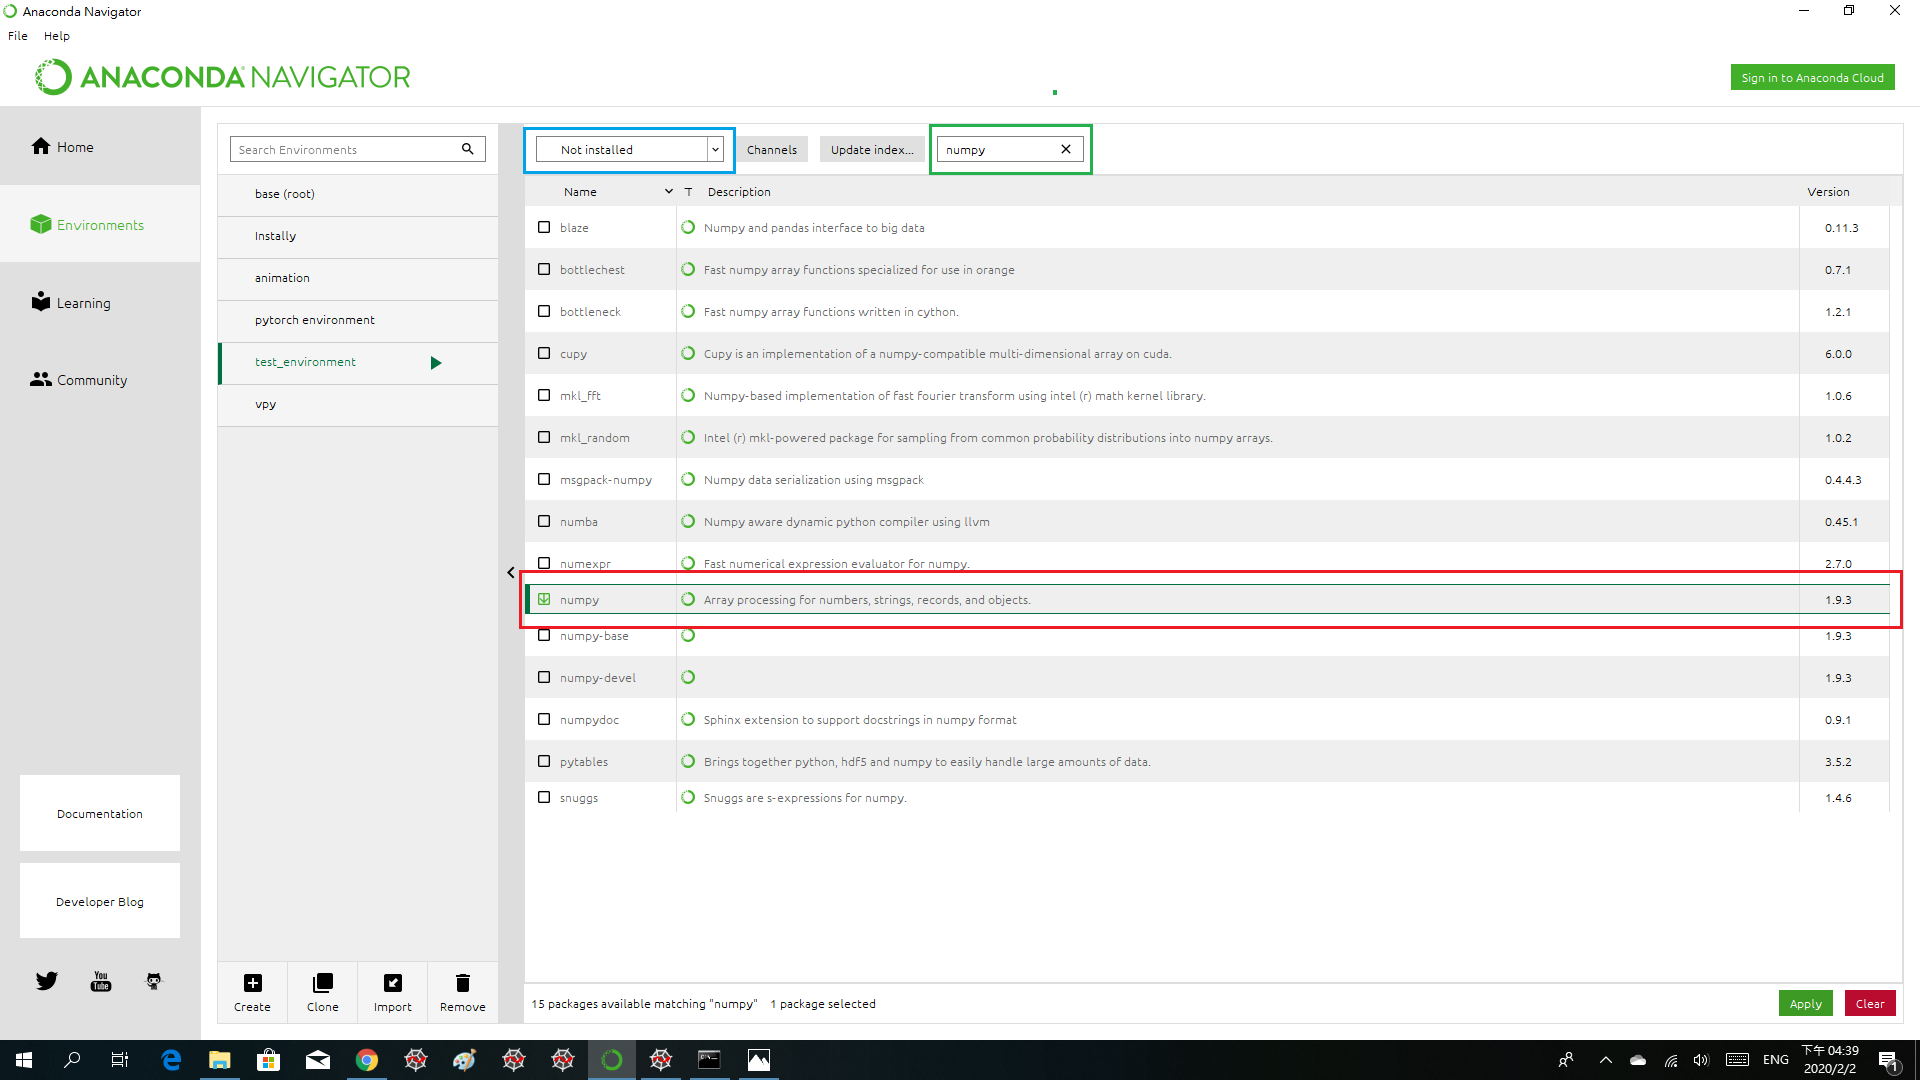 Anaconda Navigator
File Help
ANACONDA NAVIGATOR
Sign in to Anaconda Cloud
Home
Environments
Learning
Community
Documentation
Developer Blog
You
Tube
Search Environments
base (root)
Instally
animation
pytorch environment
test_environment
vpy
Create Clone Import Remove
Not installed Channels Update index... numpy
Name T Description Version
blaze Numpy and pandas interface to big data 0.11.3
bottlechest Fast numpy array functions specialized for use in orange 0.7.1
bottleneck Fast numpy array functions written in cython. 1.2.1
cupy Cupy is an implementation of a numpy-compatible multi-dimensional array on cuda. 6.0.0
mkl_fft Numpy-based implementation of fast fourier transform using intel (r) math kernel library. 1.0.6
mkl_random Intel (r) mkl-powered package for sampling from common probability distributions into numpy arrays. 1.0.2
msgpack-numpy Numpy data serialization using msgpack 0.4.4.3
numba Numpy aware dynamic python compiler using llvm 0.45.1
numexpr Fast numerical expression evaluator for numpy. 2.7.0
numpy Array processing for numbers, strings, records, and objects. 1.9.3
numpy-base 1.9.3
numpy-devel 1.9.3
numpydoc Sphinx extension to support docstrings in numpy format 0.9.1
pytables Brings together python, hdf5 and numpy to easily handle large amounts of data. 3.5.2
snuggs Snuggs are s-expressions for numpy. 1.4.6
15 packages available matching "numpy" 1 package selected
Apply Clear
ENG
下午 04:39
2020/2/2
1